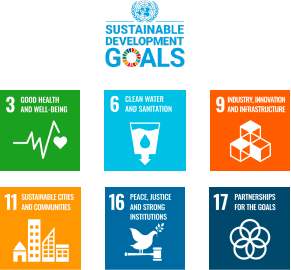 SUSTAINABLE
DEVELOPMENT
GOALS
3 GOOD HEALTH
AND WELL-BEING
6 CLEAN WATER
AND SANITATION
9 INDUSTRY, INNOVATION
AND INFRASTRUCTURE
11 SUSTAINABLE CITIES
AND COMMUNITIES
16 PEACE, JUSTICE
AND STRONG
INSTITUTIONS
17 PARTNERSHIPS
FOR THE GOALS